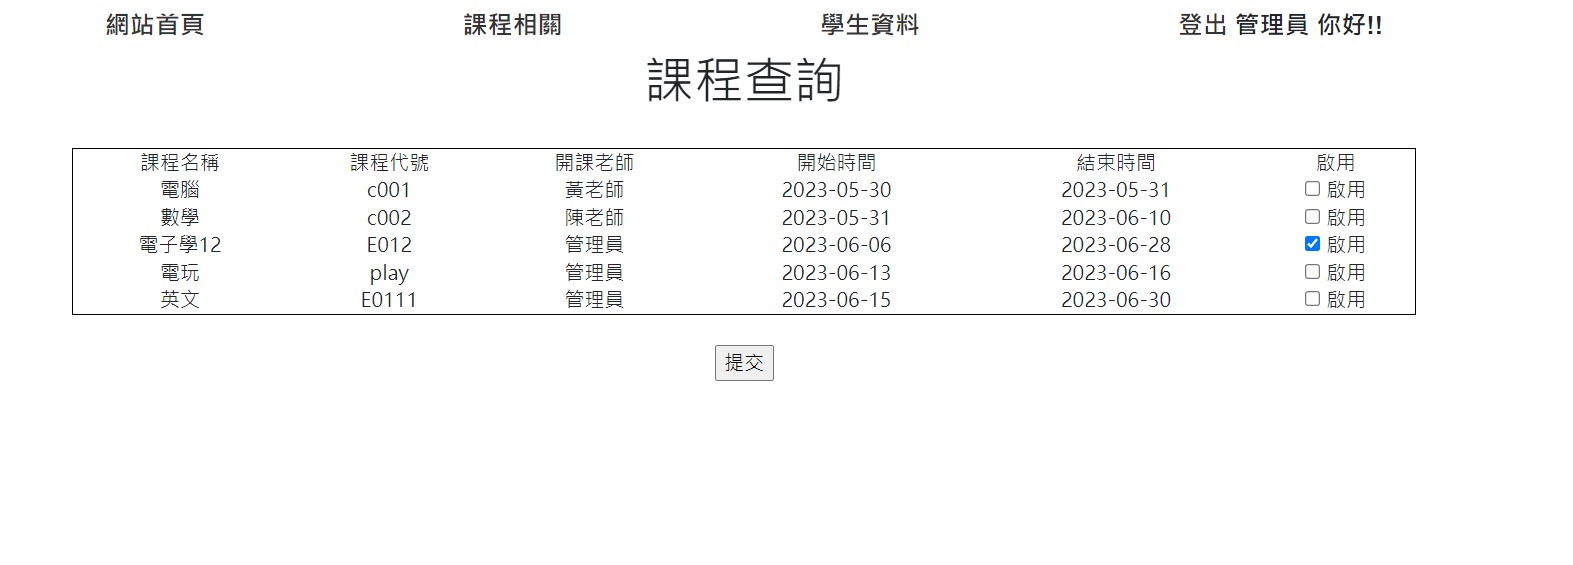 網站首頁 課程相關 學生資料 登出 管理員 你好!!
課程查詢
課程名稱 課程代號 開課老師 開始時間 結束時間 啟用
電腦 c001 黃老師 2023-05-30 2023-05-31 啟用
數學 c002 陳老師 2023-05-31 2023-06-10 啟用
電子學12 E012 管理員 2023-06-06 2023-06-28 啟用
電玩 play 管理員 2023-06-13 2023-06-16 啟用
英文 E0111 管理員 2023-06-15 2023-06-30 啟用
提交